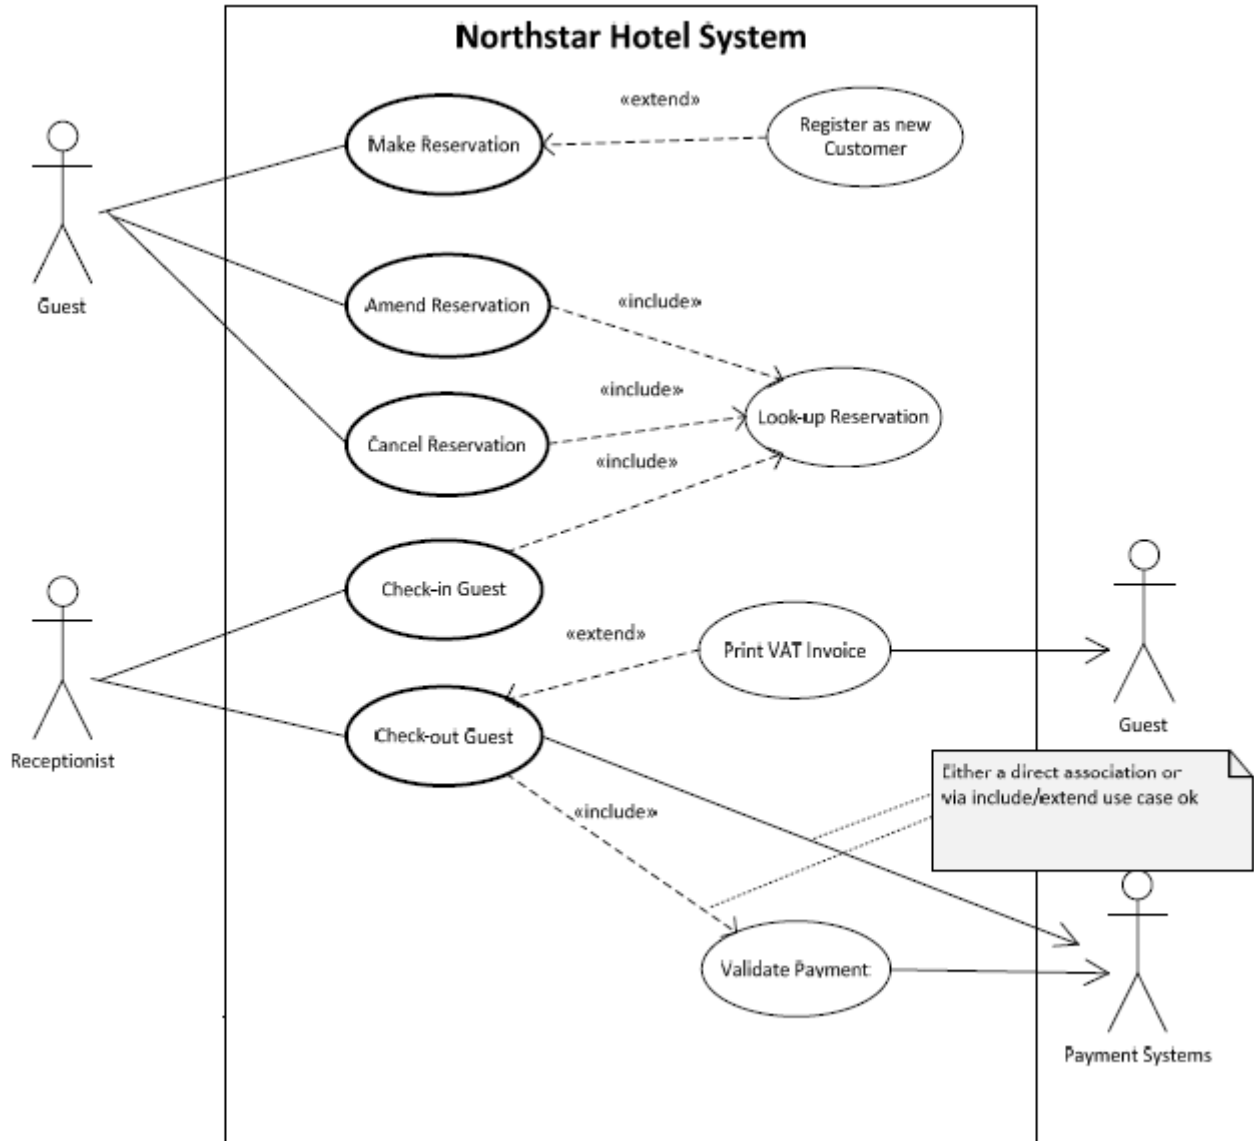 Northstar Hotel System
«extend»
Make Reservation
Register as new
Customer
Guest
Amend Reservation
«include»
«include»
Look-up Reservation
Cancel Reservation
«include»
Check-in Guest
«extend»
Print VAT Invoice
Guest
Receptionist
Check-out Guest
Either a direct association or
via include/extend use case ok
«include»
Validate Payment
Payment Systems